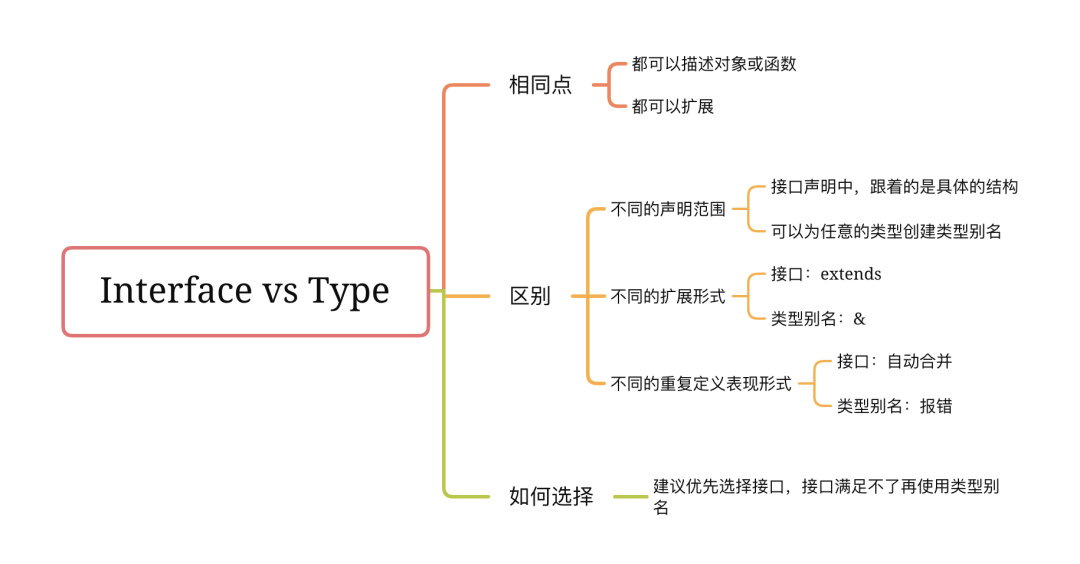 Interface vs Type
相同点
都可以描述对象或函数
都可以扩展
区别
不同的声明范围
接口声明中，跟着的是具体的结构
可以为任意的类型创建类型别名
不同的扩展形式
接口：extends
类型别名：&
不同的重复定义表现形式
接口：自动合并
类型别名：报错
如何选择
建议优先选择接口，接口满足不了再使用类型别
名